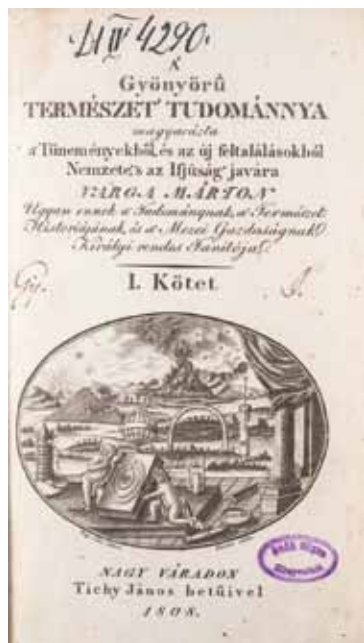 A
Gyönyörű
TERMÉSZET' TUDOMÁNNYA
magyarázta
a' Tüneményekből, és az új feltalálásokból
Nemzete,'s az Ifjúság' javára
VARGA MÁRTON
Ugyan ennek a' Tudománynak, a' Természet
Historiájának, és a' Mezei Gazdaságnak
Királyi rendes Tanítója
I. Kötet
NAGY VÁRADON
Tichy János betűivel
1808.